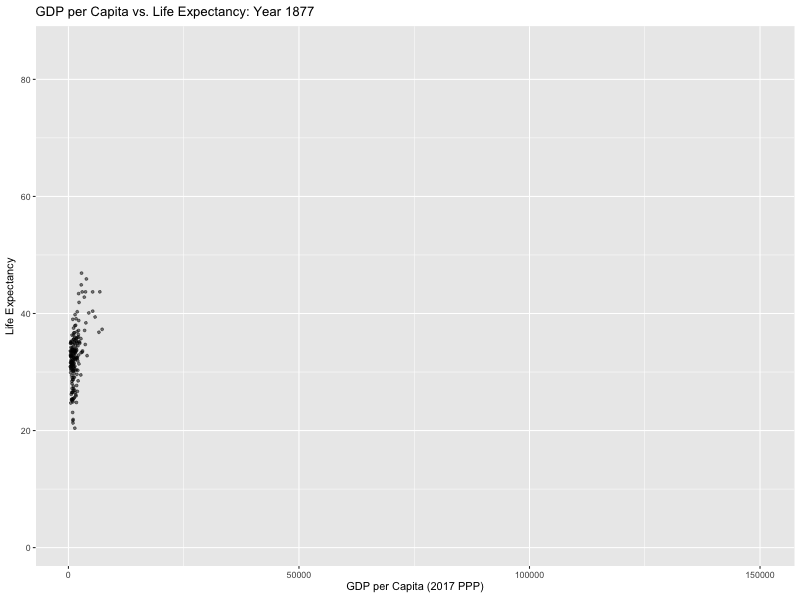 GDP per Capita vs. Life Expectancy: Year 1877
80
60
40
20
0
Life Expectancy
0 50000 100000 150000
GDP per Capita (2017 PPP)